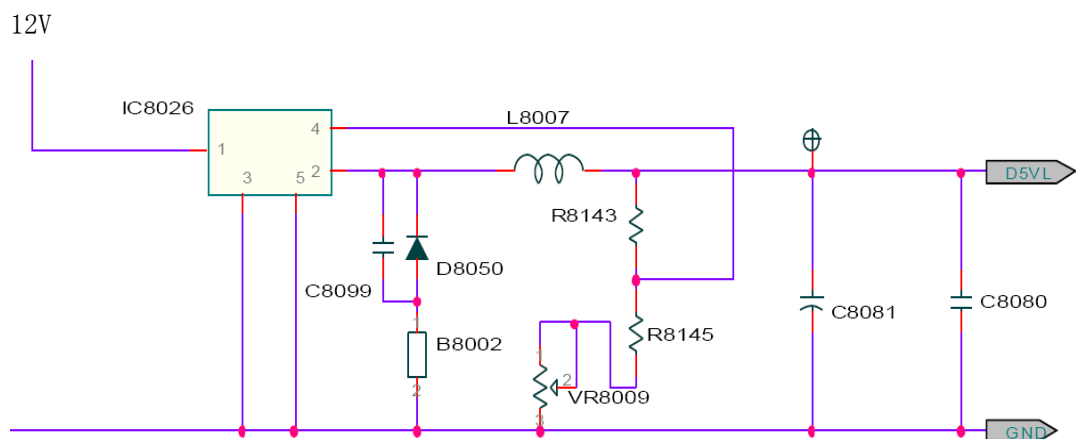 12V
IC8026
L8007
4
1
2
3
5
D5VL
R8143
D8050
C8099
C8081
C8080
1
B8002
R8145
1
2
VR8009
2
3
GND